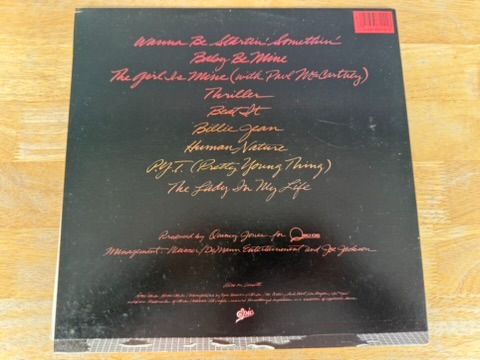 Wanna Be Startin' Somethin'
Baby Be Mine
The Girl Is Mine (with Paul McCartney)
Thriller
Beat It
Billie Jean
Human Nature
P.Y.T. (Pretty Young Thing)
The Lady In My Life
Produced by Quincy Jones for
Management: Weisner/DeMann Entertainment and Joe Jackson
Epic